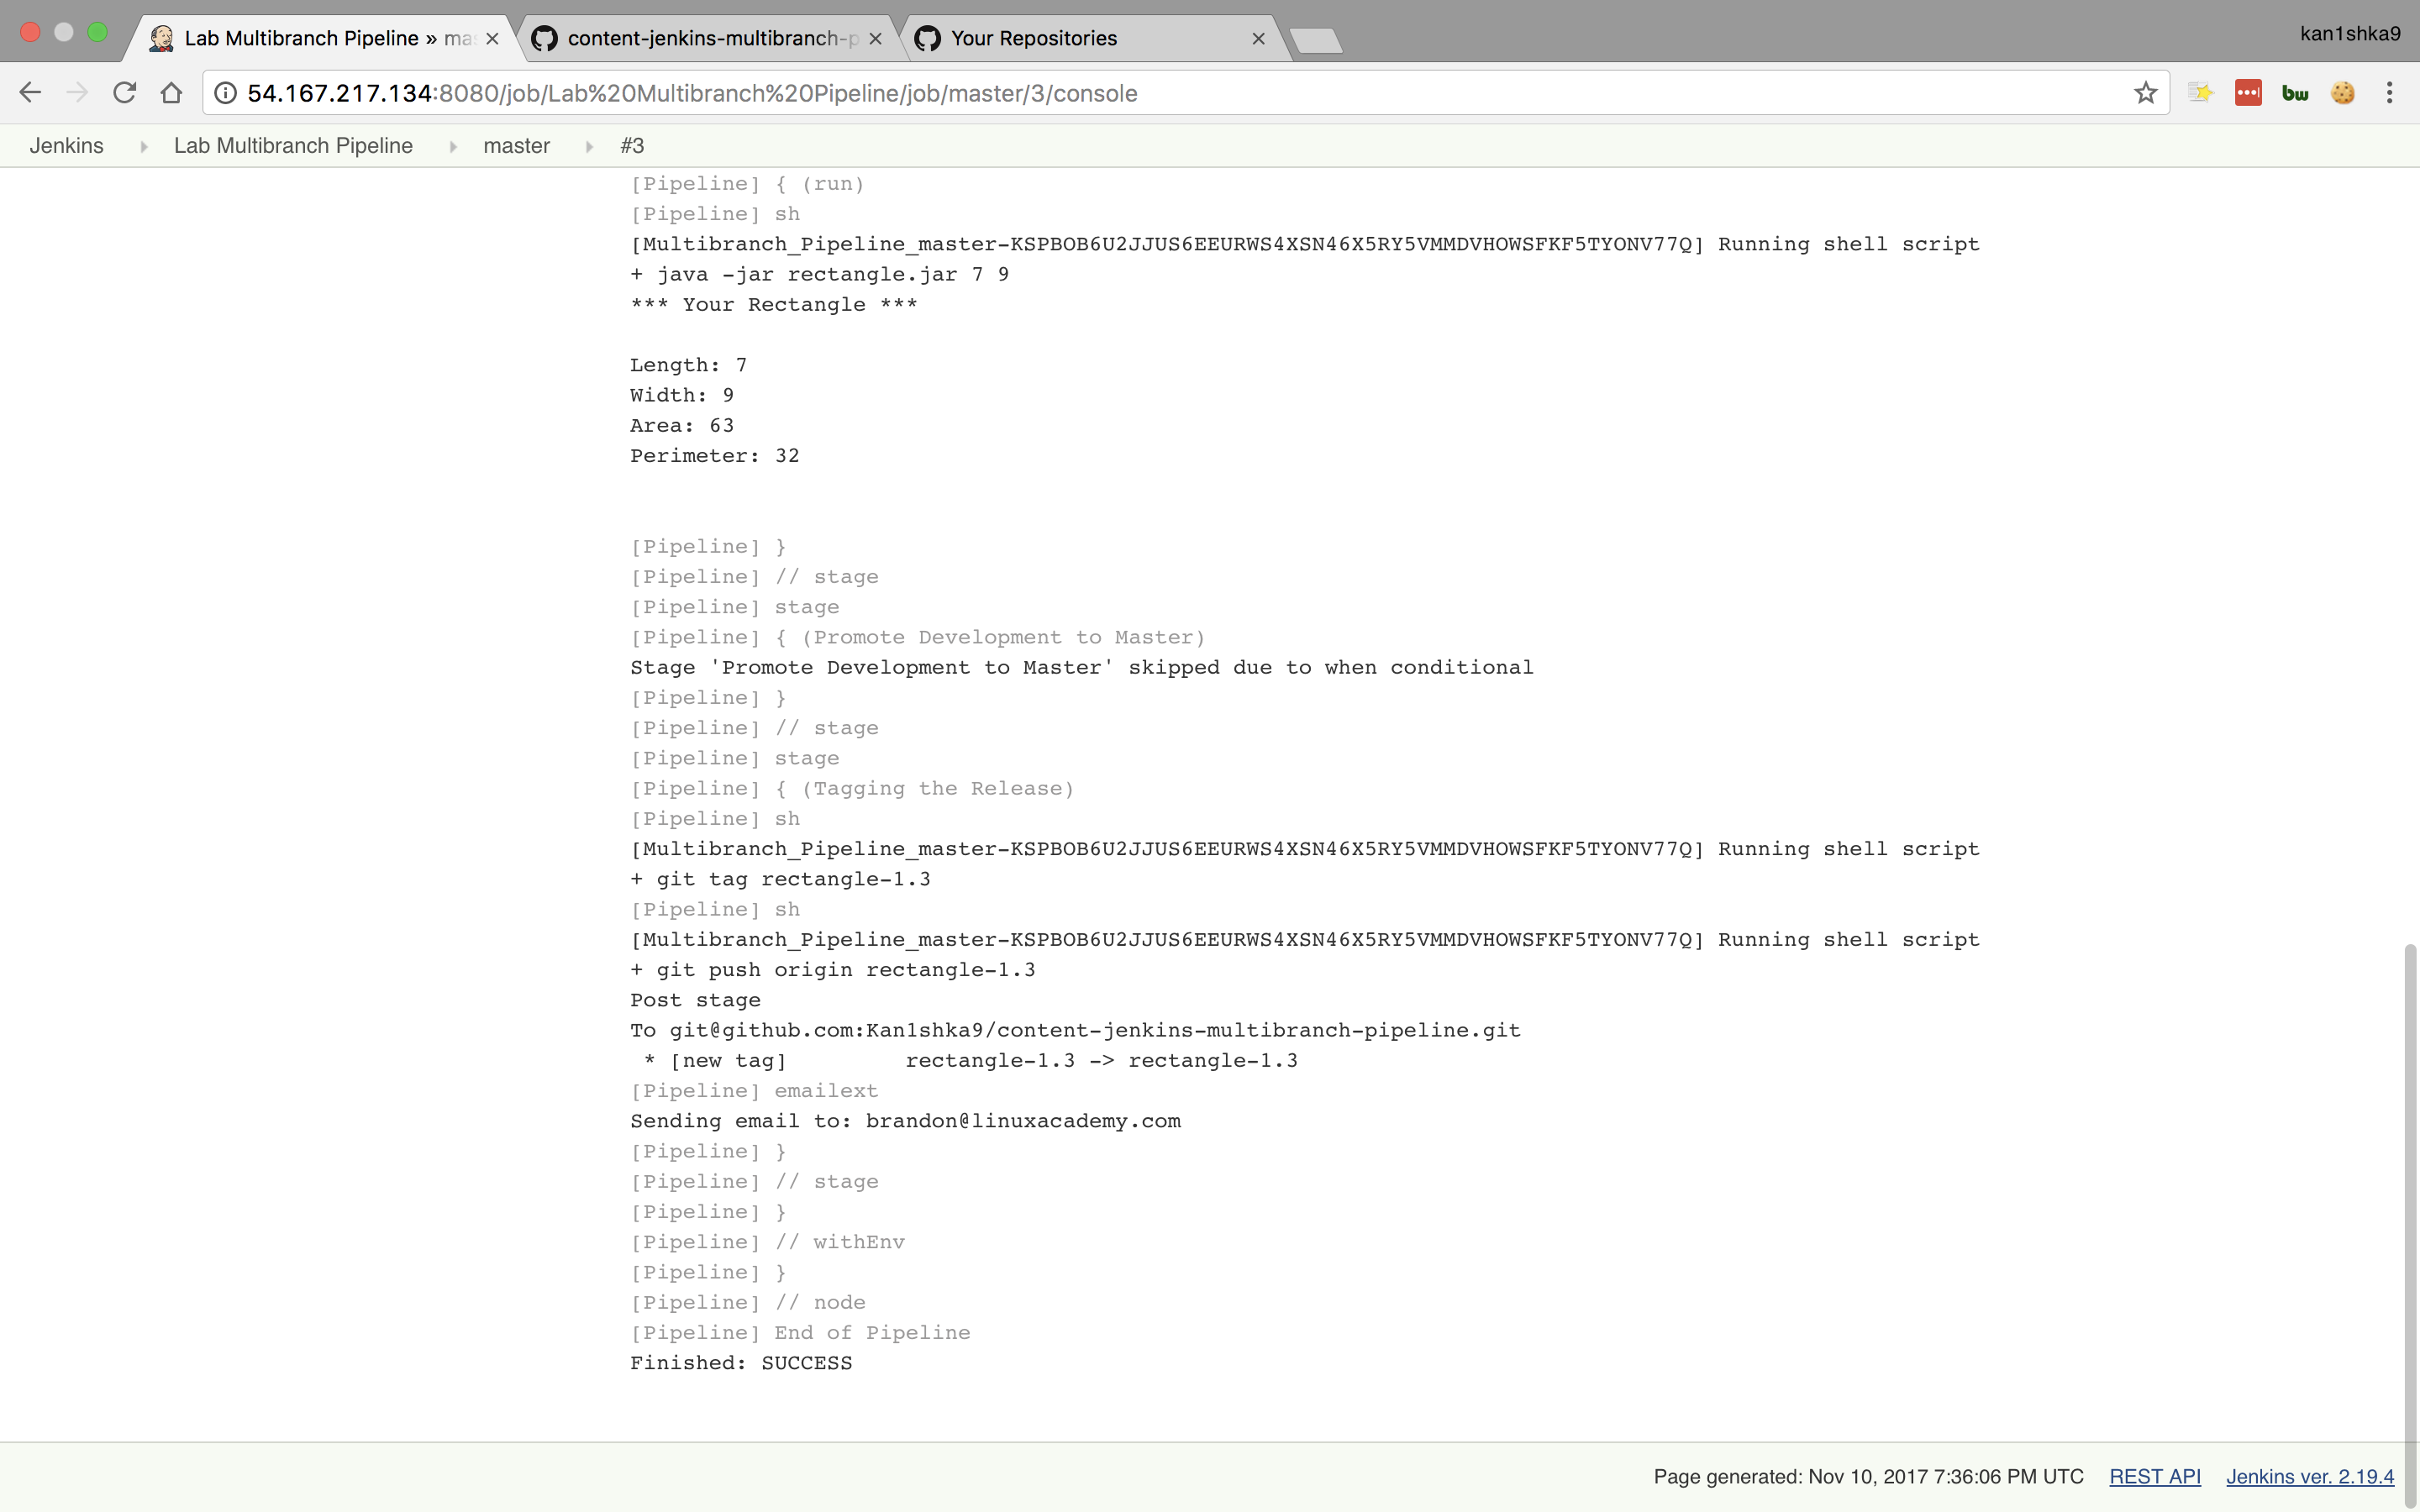 Lab Multibranch Pipeline » mas
content-jenkins-multibranch-p
Your Repositories
kan1shka9
54.167.217.134:8080/job/Lab%20Multibranch%20Pipeline/job/master/3/console
bw
Jenkins
Lab Multibranch Pipeline
master
#3
[Pipeline] { (run)
[Pipeline] sh
[Multibranch_Pipeline_master-KSPBOB6U2JJUS6EEURWS4XSN46X5RY5VMMDVHOWSFKF5TYONV77Q] Running shell script
+ java -jar rectangle.jar 7 9
*** Your Rectangle ***
Length: 7
Width: 9
Area: 63
Perimeter: 32
[Pipeline] }
[Pipeline] // stage
[Pipeline] stage
[Pipeline] { (Promote Development to Master)
Stage 'Promote Development to Master' skipped due to when conditional
[Pipeline] }
[Pipeline] // stage
[Pipeline] stage
[Pipeline] { (Tagging the Release)
[Pipeline] sh
[Multibranch_Pipeline_master-KSPBOB6U2JJUS6EEURWS4XSN46X5RY5VMMDVHOWSFKF5TYONV77Q] Running shell script
+ git tag rectangle-1.3
[Pipeline] sh
[Multibranch_Pipeline_master-KSPBOB6U2JJUS6EEURWS4XSN46X5RY5VMMDVHOWSFKF5TYONV77Q] Running shell script
+ git push origin rectangle-1.3
Post stage
To git@github.com:Kan1shka9/content-jenkins-multibranch-pipeline.git
 * [new tag]         rectangle-1.3 -> rectangle-1.3
[Pipeline] emailext
Sending email to: brandon@linuxacademy.com
[Pipeline] }
[Pipeline] // stage
[Pipeline] }
[Pipeline] // withEnv
[Pipeline] }
[Pipeline] // node
[Pipeline] End of Pipeline
Finished: SUCCESS
Page generated: Nov 10, 2017 7:36:06 PM UTC
REST API
Jenkins ver. 2.19.4